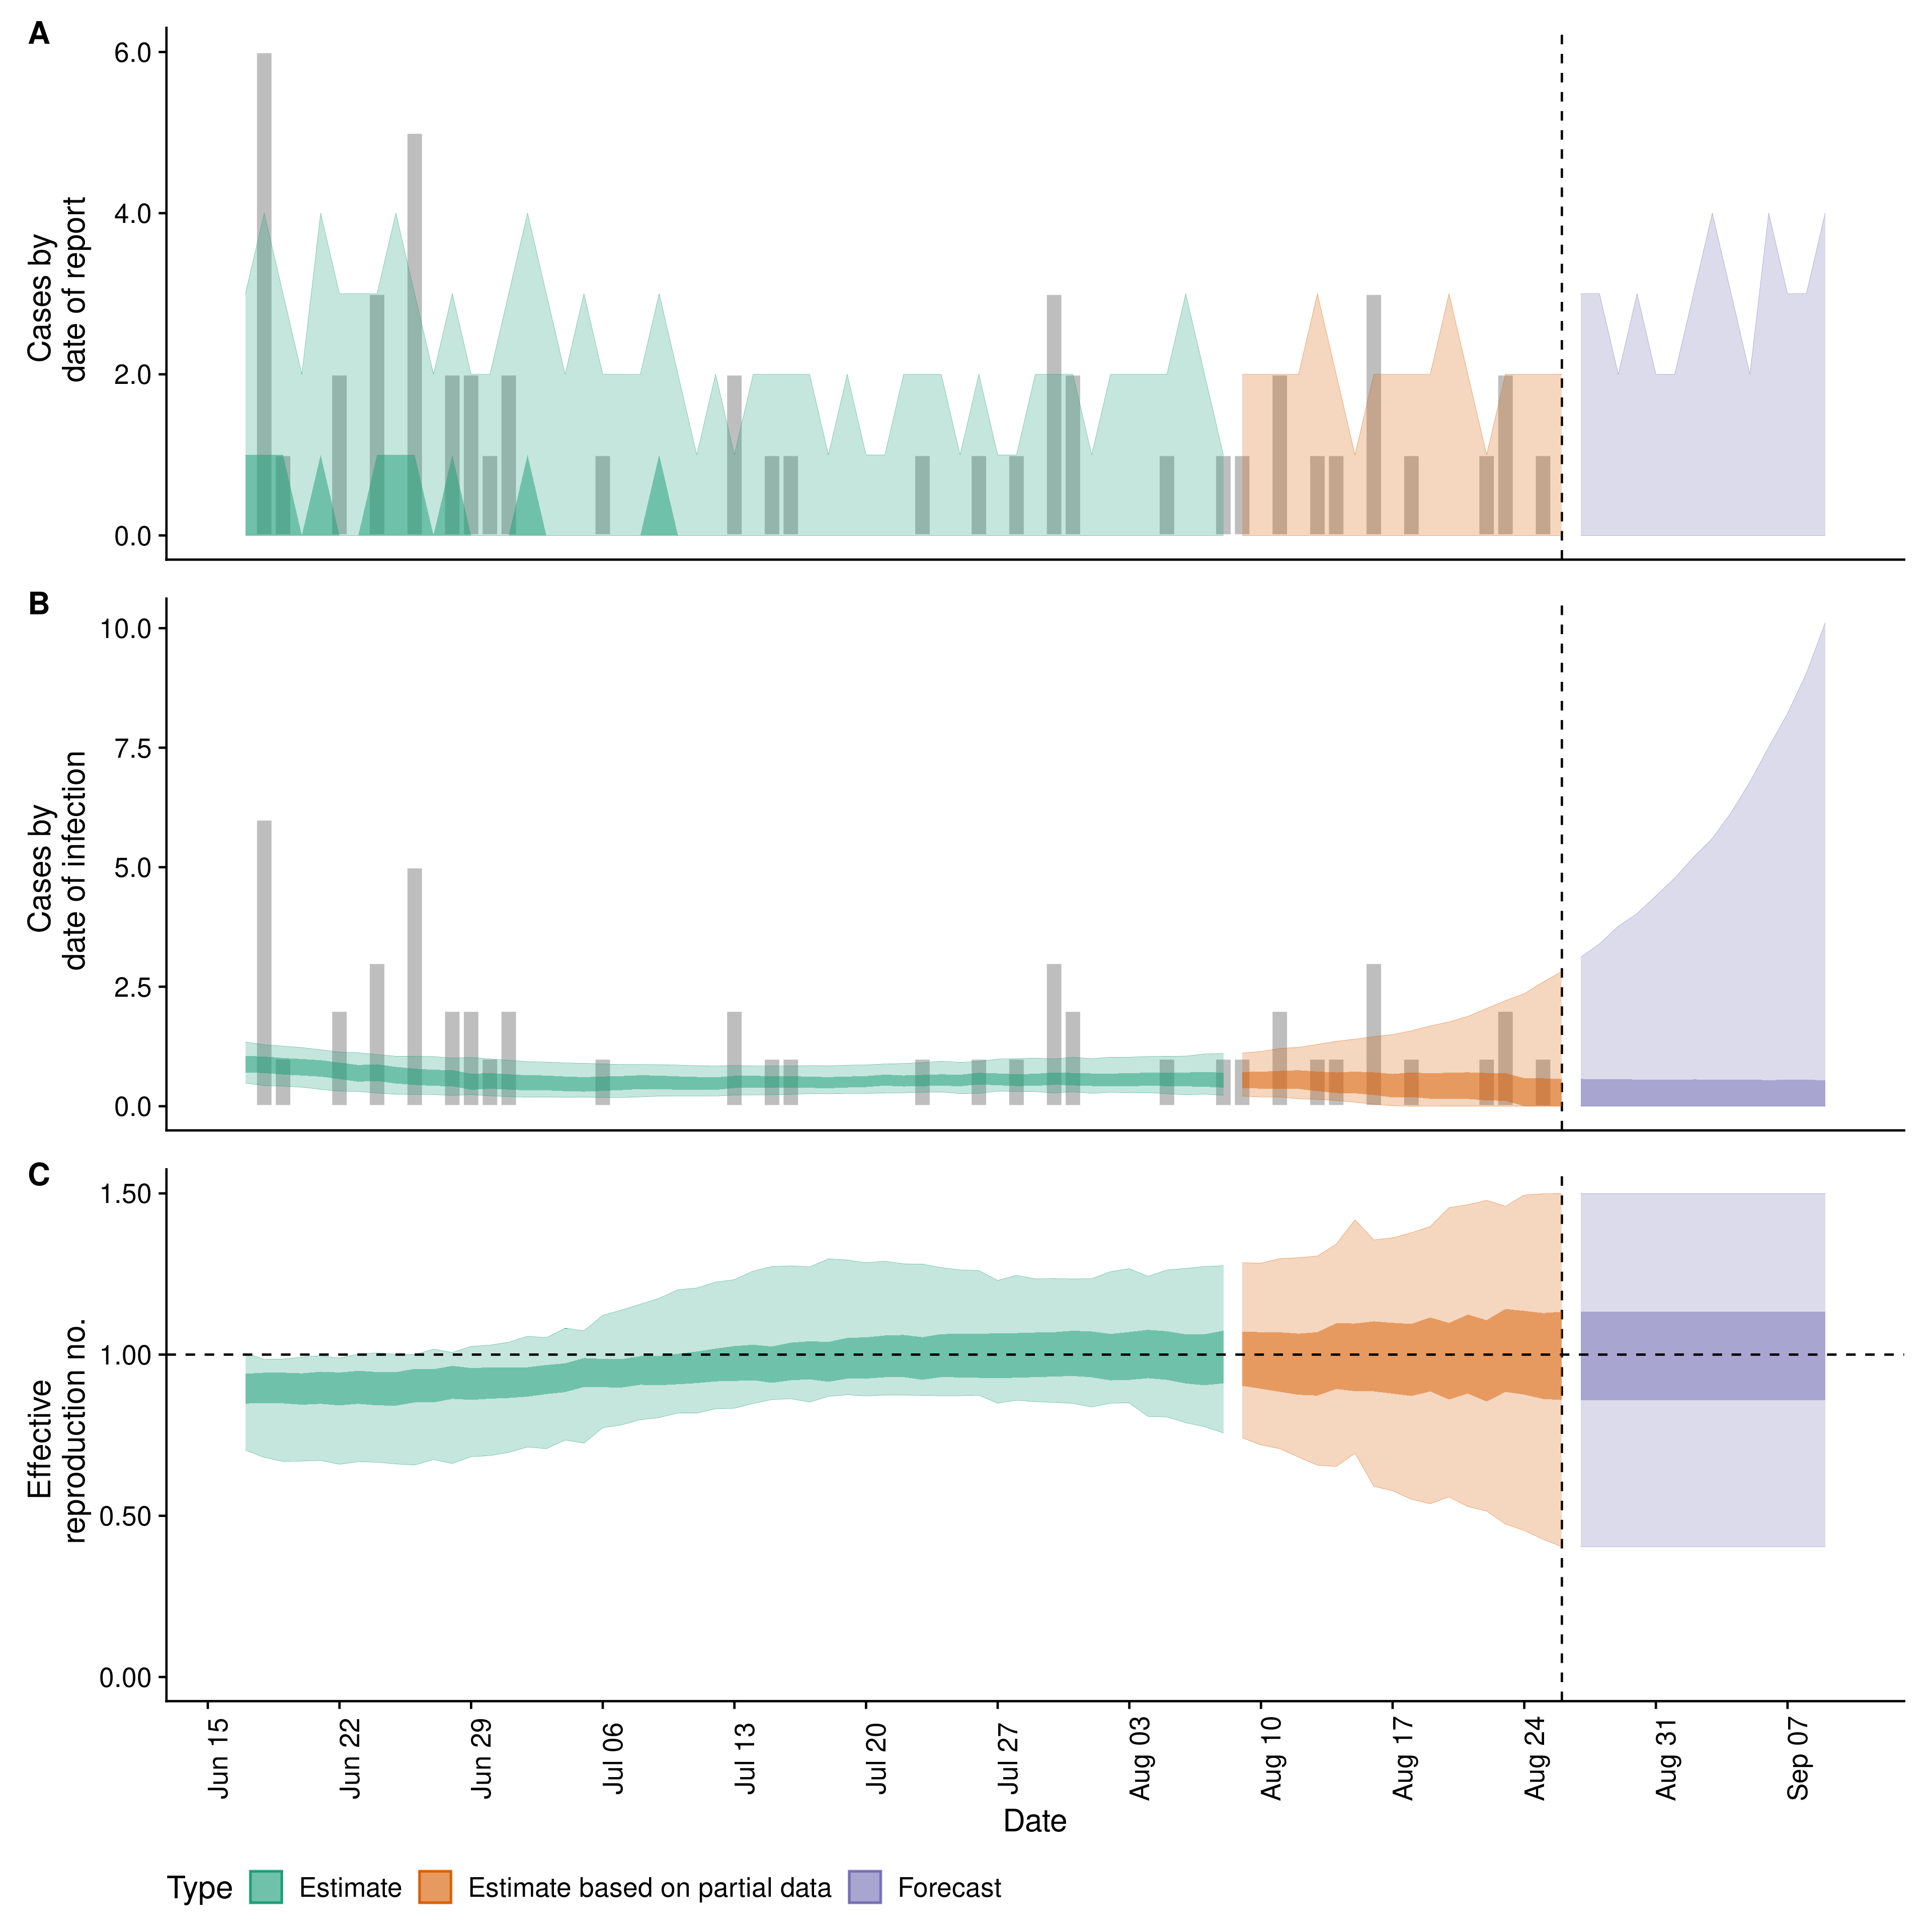 A
Cases by
date of report
6.0
4.0
2.0
0.0
B
Cases by
date of infection
10.0
7.5
5.0
2.5
0.0
C
Effective
reproduction no.
1.50
1.00
0.50
0.00
Jun 15
Jun 22
Jun 29
Jul 06
Jul 13
Jul 20
Jul 27
Aug 03
Aug 10
Aug 17
Aug 24
Aug 31
Sep 07
Date
Type Estimate Estimate based on partial data Forecast